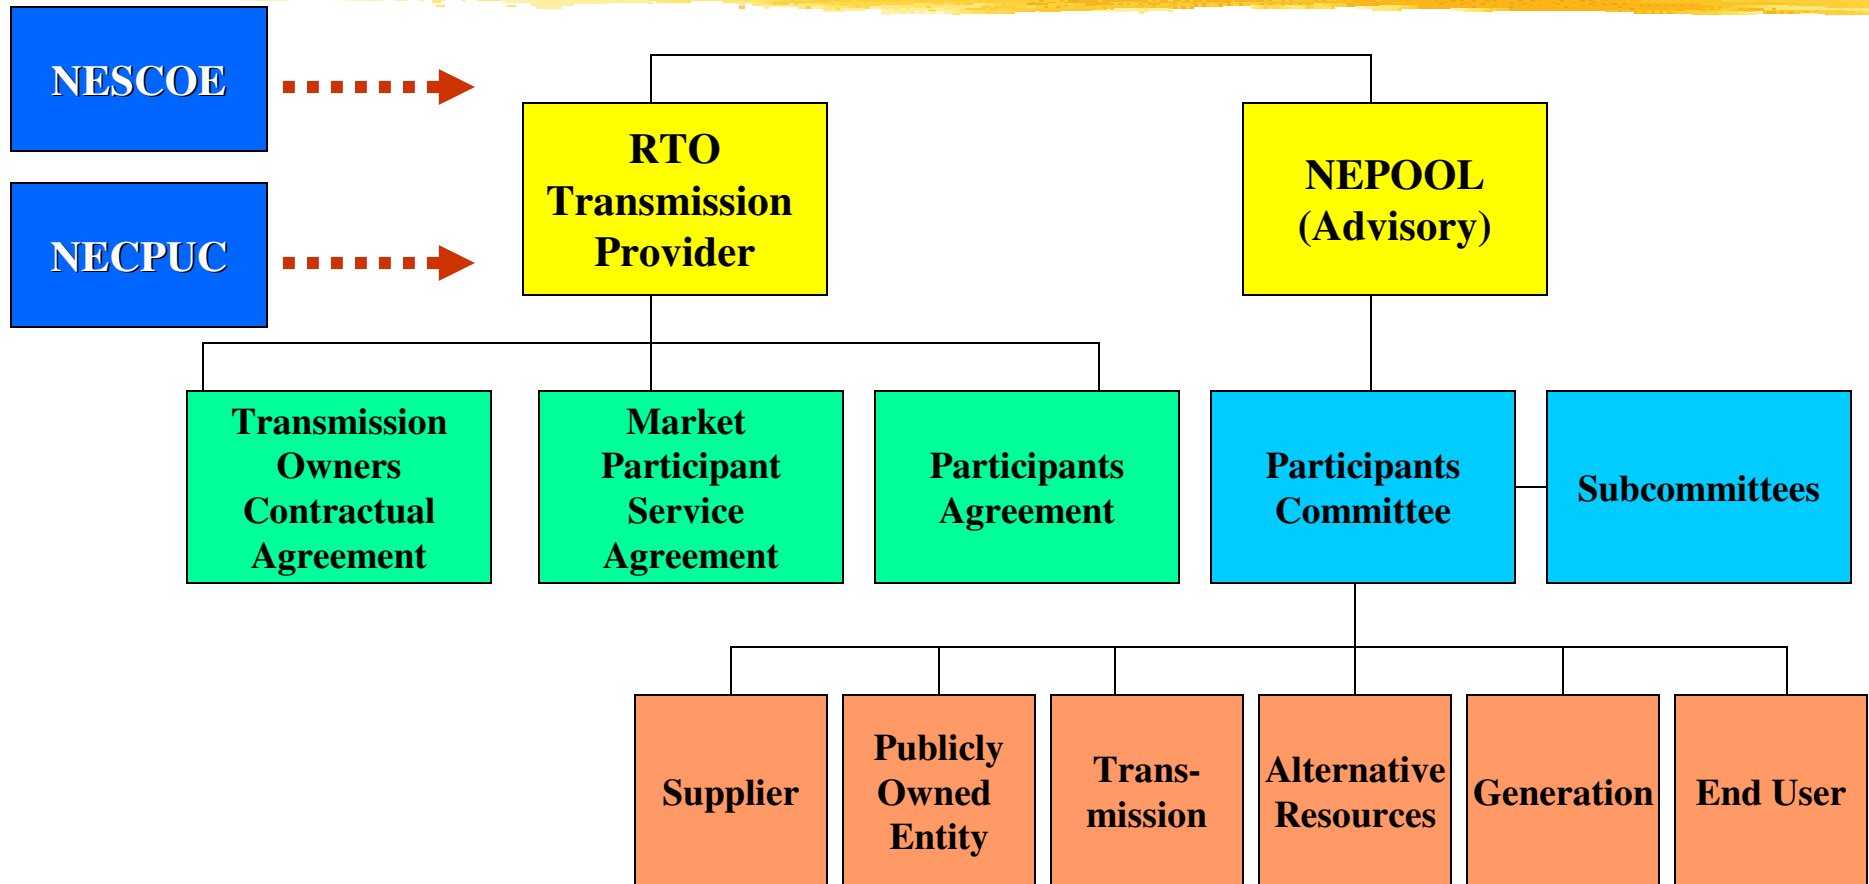 NESCOE
NECPUC
RTO
Transmission
Provider
NEPOOL
(Advisory)
Transmission
Owners
Contractual
Agreement
Market
Participant
Service
Agreement
Participants
Agreement
Participants
Committee
Subcommittees
Supplier
Publicly
Owned
Entity
Trans-
mission
Alternative
Resources
Generation
End User